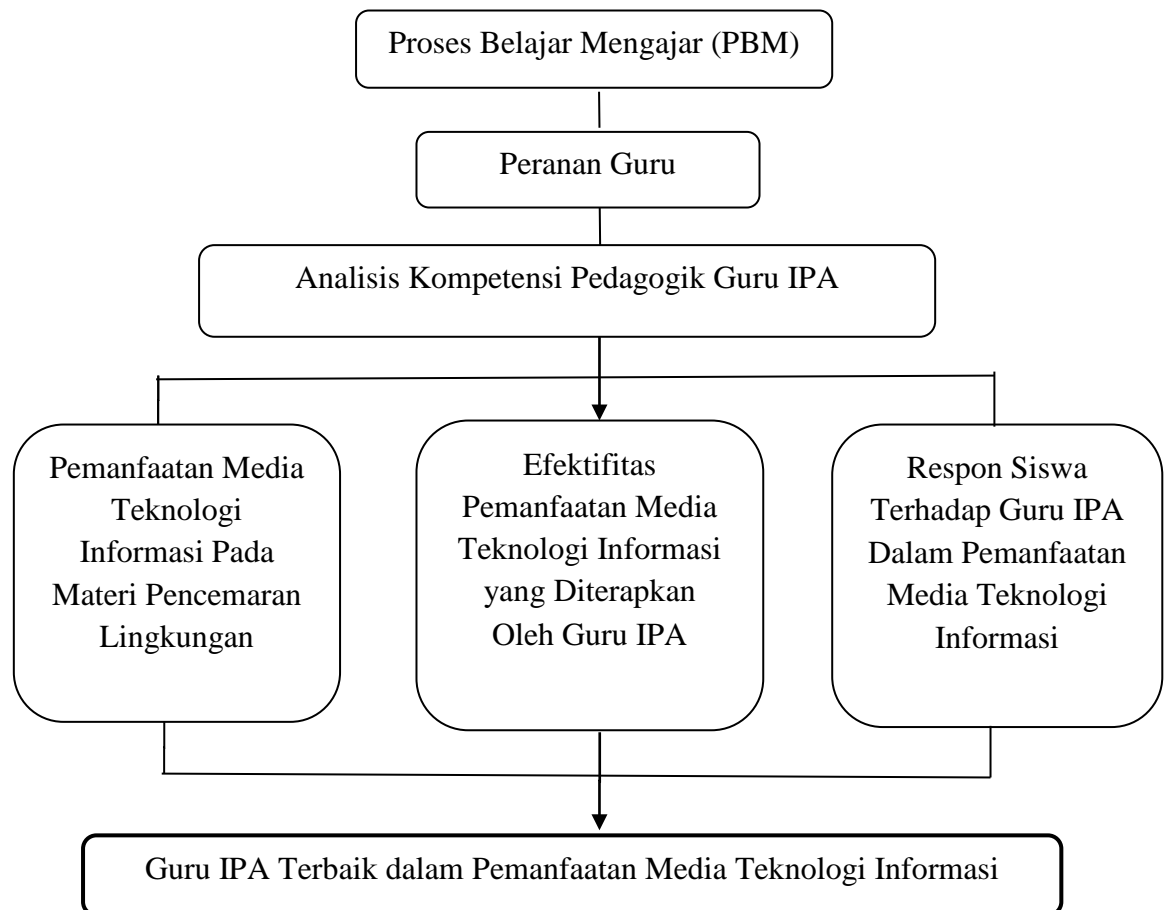 Proses Belajar Mengajar (PBM)
Peranan Guru
Analisis Kompetensi Pedagogik Guru IPA
Pemanfaatan Media
Teknologi
Informasi Pada
Materi Pencemaran
Lingkungan
Efektifitas
Pemanfaatan Media
Teknologi Informasi
yang Diterapkan
Oleh Guru IPA
Respon Siswa
Terhadap Guru IPA
Dalam Pemanfaatan
Media Teknologi
Informasi
Guru IPA Terbaik dalam Pemanfaatan Media Teknologi Informasi